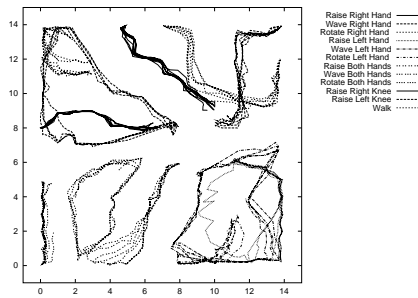 Raise Right Hand
Wave Right Hand
Rotate Right Hand
Raise Left Hand
Wave Left Hand
Rotate Left Hand
Raise Both Hands
Wave Both Hands
Rotate Both Hands
Raise Right Knee
Raise Left Knee
Walk
14
12
10
8
6
4
2
0
0 2 4 6 8 10 12 14